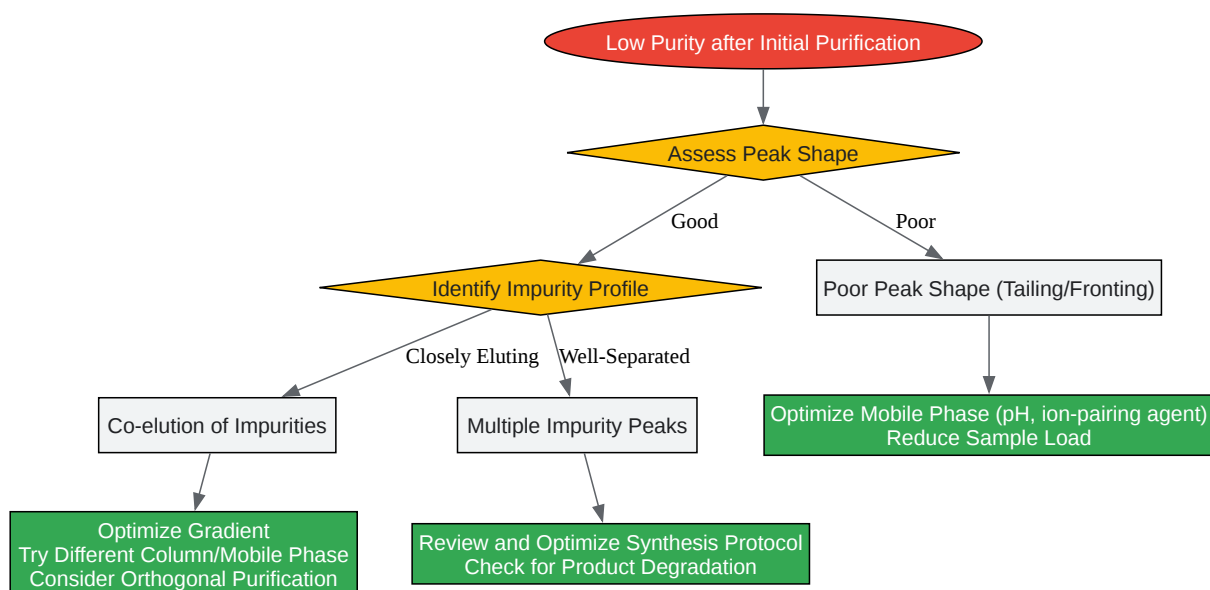 Low Purity after Initial Purification
Assess Peak Shape
Good
Poor
Identify Impurity Profile
Poor Peak Shape (Tailing/Fronting)
Closely Eluting
Well-Separated
Co-elution of Impurities
Multiple Impurity Peaks
Optimize Mobile Phase (pH, ion-pairing agent)
Reduce Sample Load
Optimize Gradient
Try Different Column/Mobile Phase
Consider Orthogonal Purification
Review and Optimize Synthesis Protocol
Check for Product Degradation